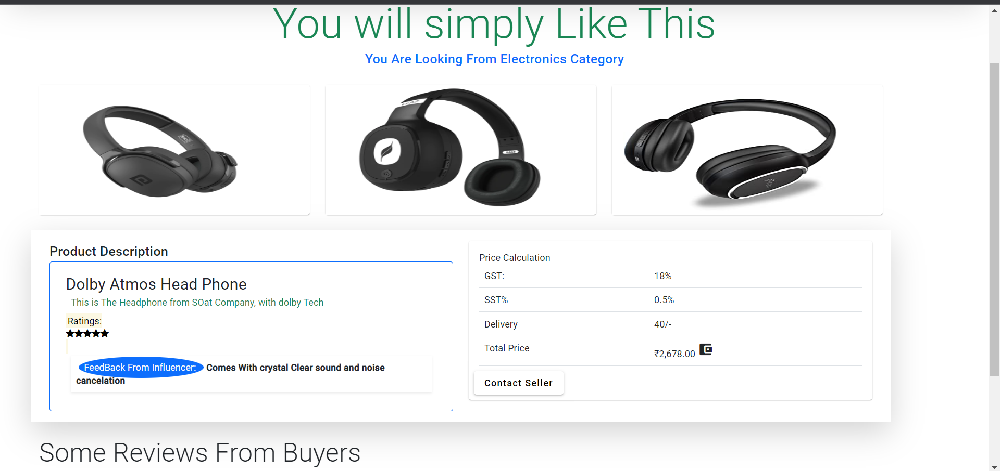 You will simply Like This
You Are Looking From Electronics Category
LEAF
BASS
Product Description
Dolby Atmos Head Phone
This is The Headphone from SOat Company, with dolby Tech
Ratings:
FeedBack From Influencer: Comes With crystal Clear sound and noise
cancelation
Price Calculation
GST: 18%
SST% 0.5%
Delivery 40/-
Total Price ₹2,678.00
Contact Seller
Some Reviews From Buyers